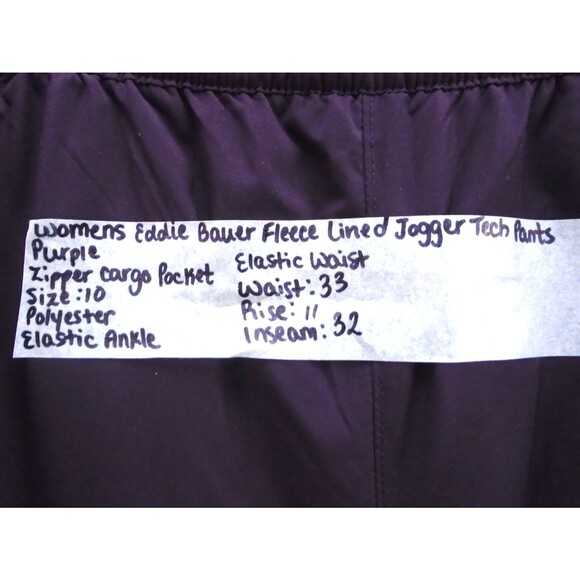 Womens Eddie Bauer Fleece Lined Jogger Tech Pants
Purple
Zipper Cargo Pocket
Size: 10
Polyester
Elastic Ankle
Elastic Waist
Waist: 33
Rise: 11
Inseam: 32